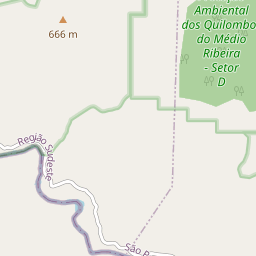 Ambiental
dos Quilombo
do Médio
Ribeira
- Setor
D
666 m
Região Sudeste
São P